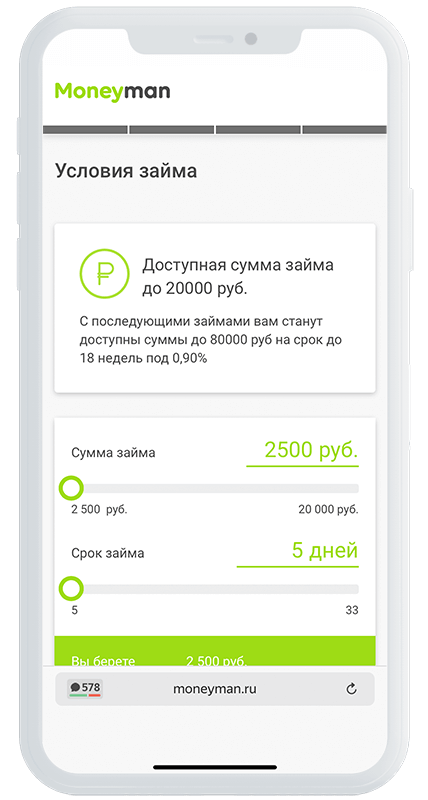 Moneyman
Условия займа
₽
Доступная сумма займа
до 20000 руб.
С последующими займами вам станут
доступны суммы до 80000 руб на срок до
18 недель под 0,90%
Сумма займа 2500 руб.
2 500 руб. 20 000 руб.
Срок займа 5 дней
5 33
Вы берете 2 500 руб.
578 moneyman.ru